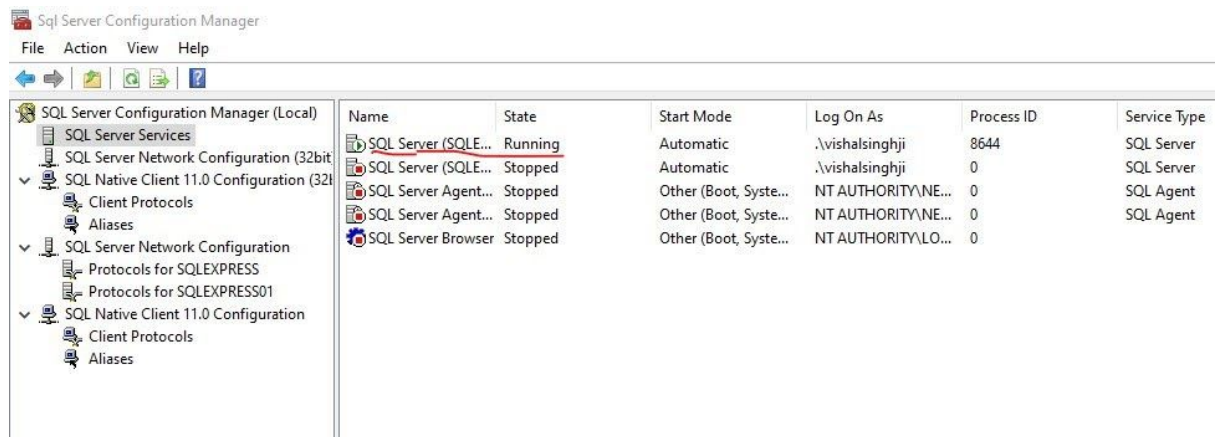 Sql Server Configuration Manager
File Action View Help
SQL Server Configuration Manager (Local)
SQL Server Services
SQL Server Network Configuration (32bit
SQL Native Client 11.0 Configuration (32b
Client Protocols
Aliases
SQL Server Network Configuration
Protocols for SQLEXPRESS
Protocols for SQLEXPRESS01
SQL Native Client 11.0 Configuration
Client Protocols
Aliases
Name State Start Mode Log On As Process ID Service Type
SQL Server (SQLE... Running Automatic .\vishalsinghji 8644 SQL Server
SQL Server (SQLE... Stopped Automatic .\vishalsinghji 0 SQL Server
SQL Server Agent... Stopped Other (Boot, Syste... NT AUTHORITY\NE... 0 SQL Agent
SQL Server Agent... Stopped Other (Boot, Syste... NT AUTHORITY\NE... 0 SQL Agent
SQL Server Browser Stopped Other (Boot, Syste... NT AUTHORITY\LO... 0